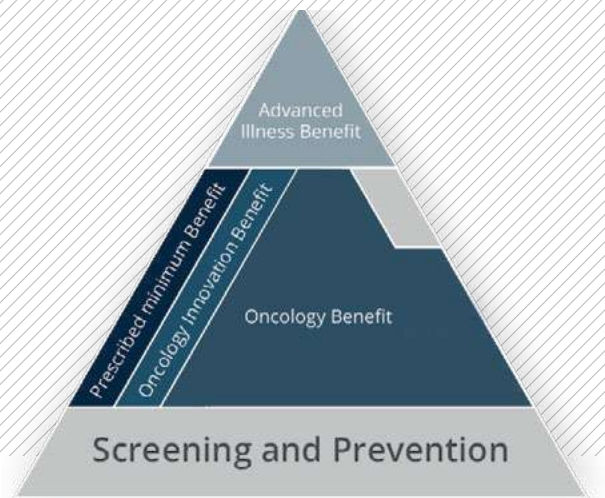 Advanced
Illness Benefit
Prescribed minimum Benefit
Oncology Innovation Benefit
Oncology Benefit
Screening and Prevention